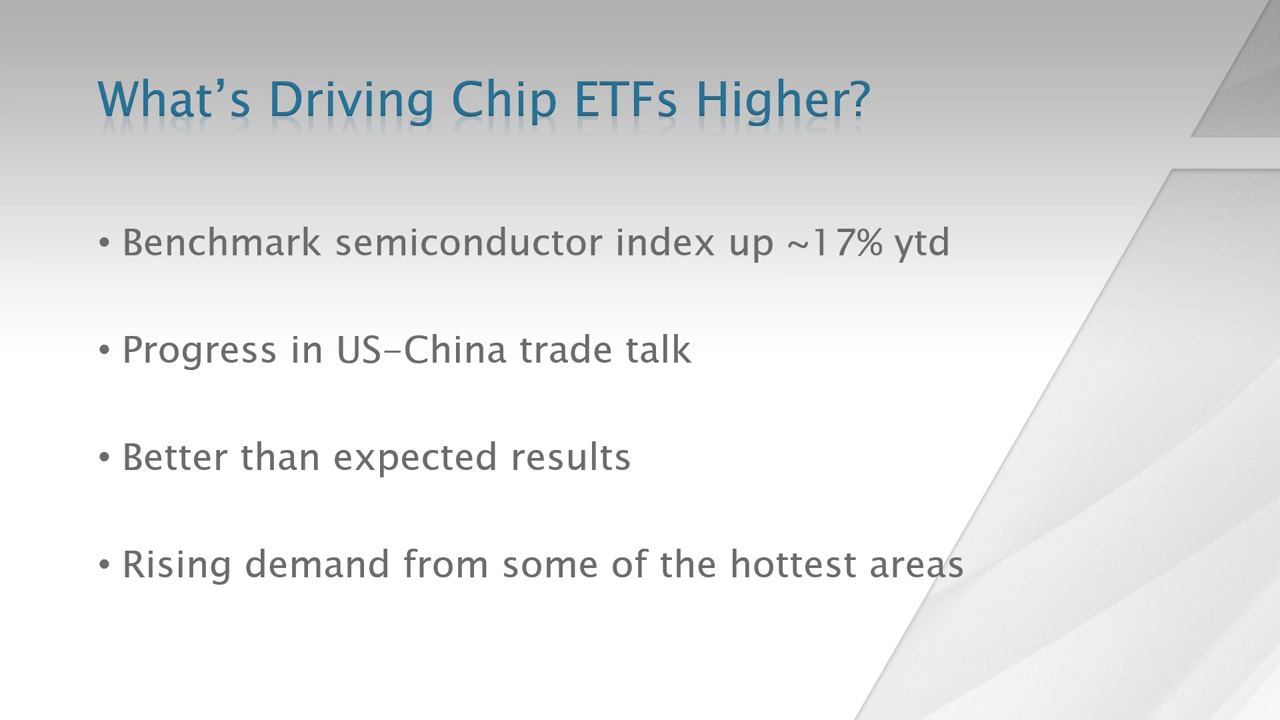 What’s Driving Chip ETFs Higher?
• Benchmark semiconductor index up ~17% ytd
• Progress in US-China trade talk
• Better than expected results
• Rising demand from some of the hottest areas